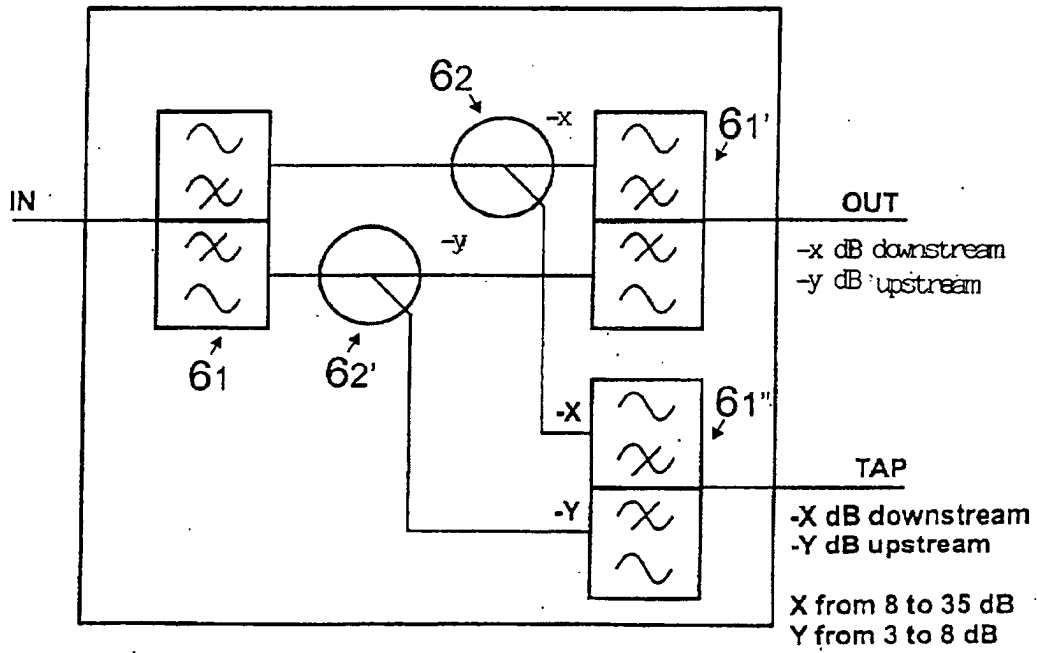 62
-x
61'
IN
OUT
-y
-x dB downstream
-y dB upstream
61
62'
61"
-X
TAP
-Y
-X dB downstream
-Y dB upstream
X from 8 to 35 dB
Y from 3 to 8 dB